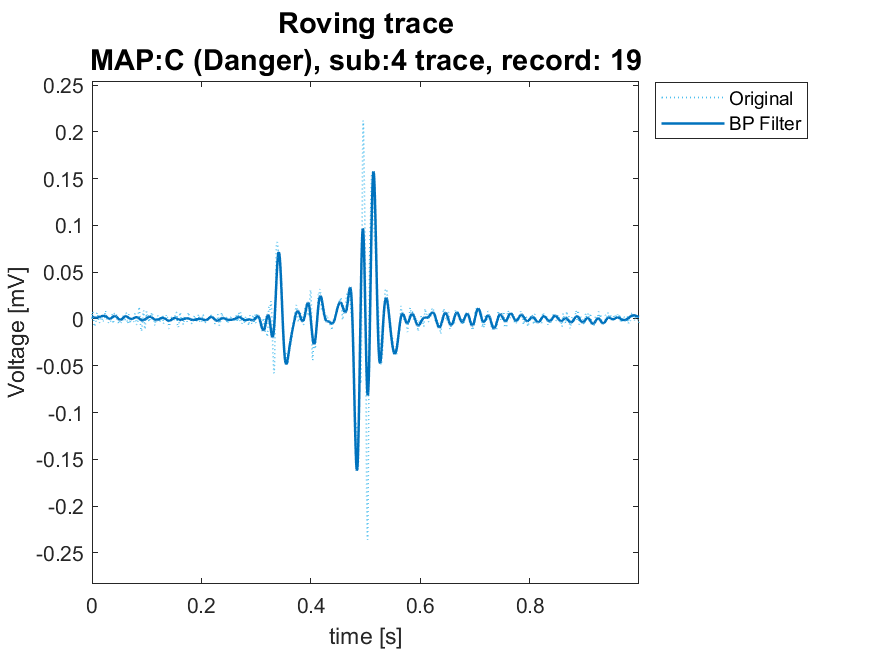 Roving trace
MAP:C (Danger), sub:4 trace, record: 19
Original
BP Filter
0.25
0.2
0.15
0.1
0.05
0
-0.05
-0.1
-0.15
-0.2
-0.25
Voltage [mV]
0 0.2 0.4 0.6 0.8
time [s]